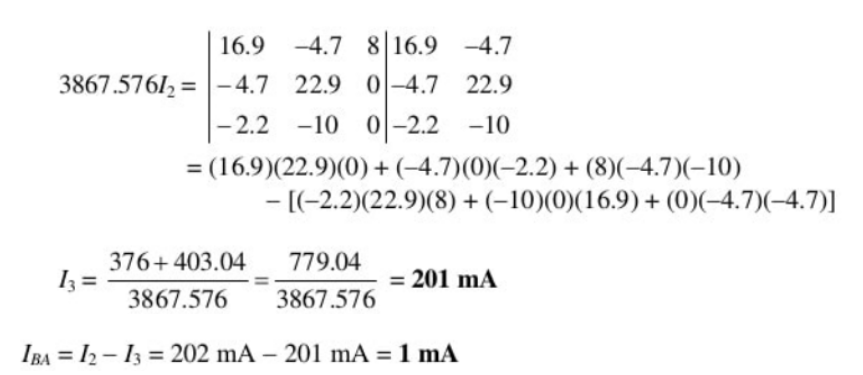 3867.576I₂ = | 16.9 –4.7 8 | 16.9 –4.7
| –4.7 22.9 0 | –4.7 22.9
| –2.2 –10 0 | –2.2 –10
= (16.9)(22.9)(0) + (–4.7)(0)(–2.2) + (8)(–4.7)(–10)
– [(–2.2)(22.9)(8) + (–10)(0)(16.9) + (0)(–4.7)(–4.7)]
I₃ = (376 + 403.04)/3867.576 = 779.04/3867.576 = 201 mA
I_BA = I₂ – I₃ = 202 mA – 201 mA = 1 mA